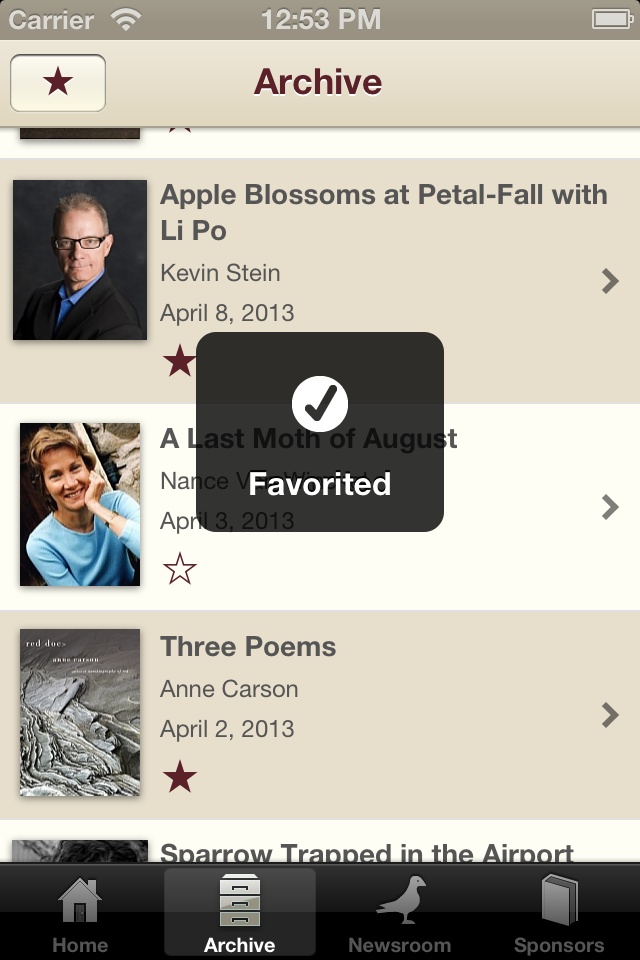 Carrier 12:53 PM
Archive
Apple Blossoms at Petal-Fall with
Li Po
Kevin Stein
April 8, 2013
A Last Moth of August
Nance
Favorited
April 3, 2013
red doc>
anne carson
Three Poems
Anne Carson
April 2, 2013
Sparrow Trapped in the Airport
Home Archive Newsroom Sponsors